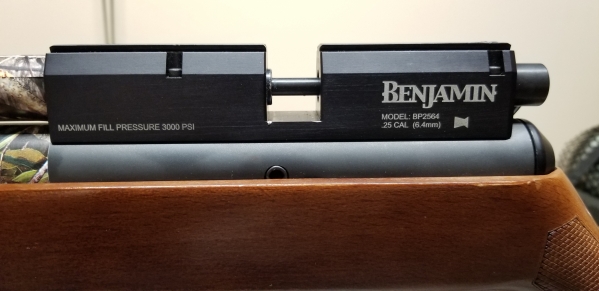 BENJAMIN
MODEL: BP2564
.25 CAL (6.4mm)
MAXIMUM FILL PRESSURE 3000 PSI